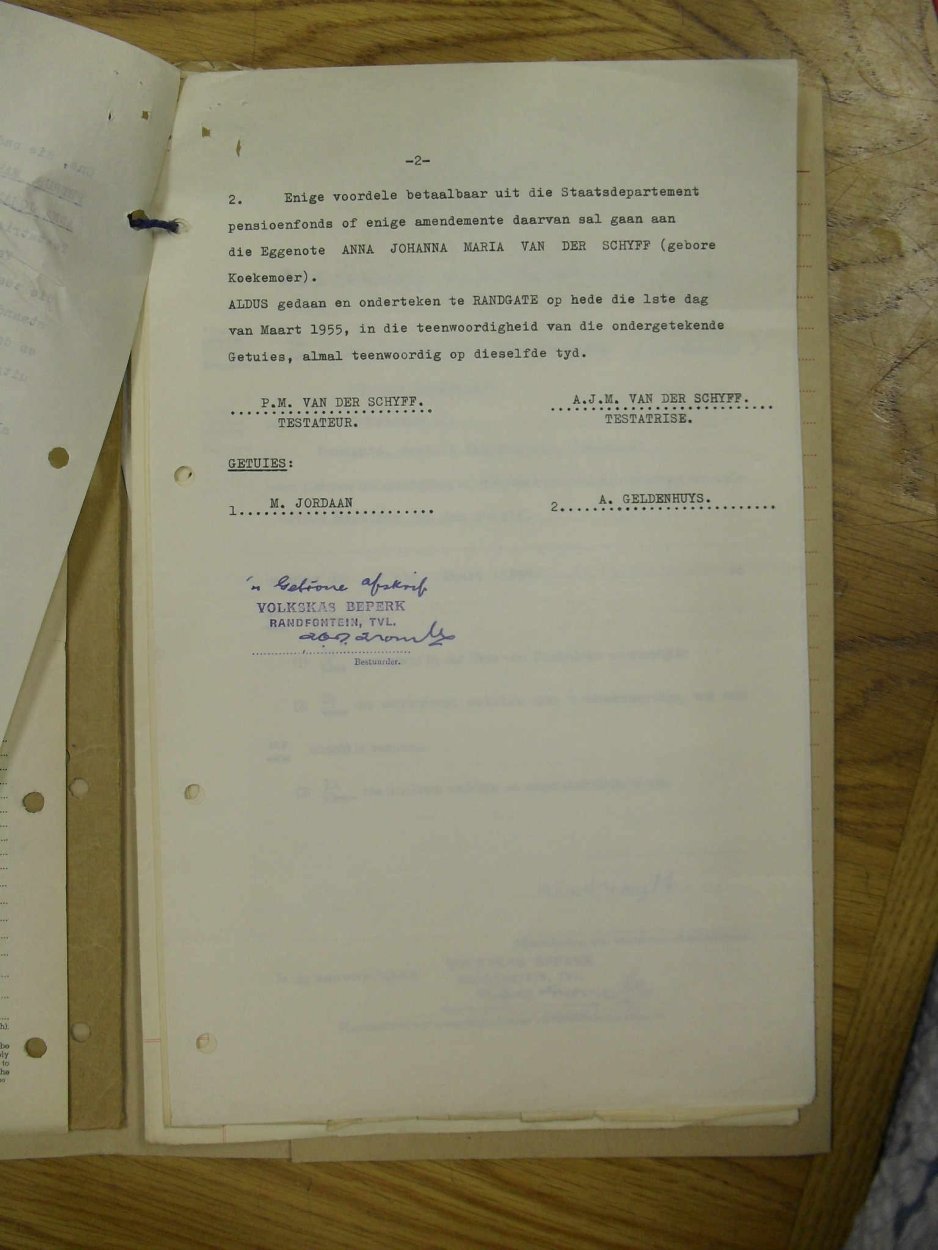 -2-
2. Enige voordele betaalbaar uit die Staatsdepartement
pensioenfonds of enige amendemente daarvan sal gaan aan
die Eggenote ANNA JOHANNA MARIA VAN DER SCHYFF (gebore
Koekemoer).
ALDUS gedaan en onderteken te RANDGATE op hede die 1ste dag
van Maart 1955, in die teenwoordigheid van die ondergetekende
Getuies, almal teenwoordig op dieselfde tyd.
P.M. VAN DER SCHYFF. A.J.M. VAN DER SCHYFF.
TESTATEUR. TESTATRISE.
GETUIES:
1. M. JORDAAN 2. A. GELDENHUYS.
'n Getroue afskrif
VOLKSKAS BEPERK
RANDFONTEIN, TVL.
Bestuurder.